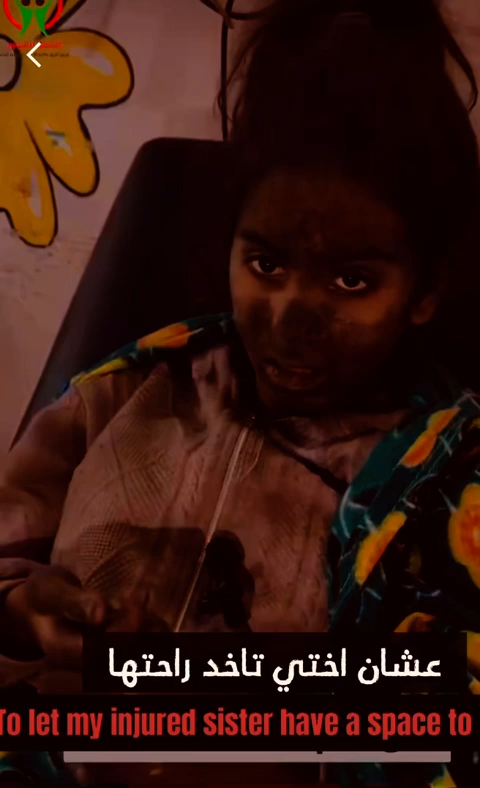 عشان اختي تاخد راحتها
To let my injured sister have a space to